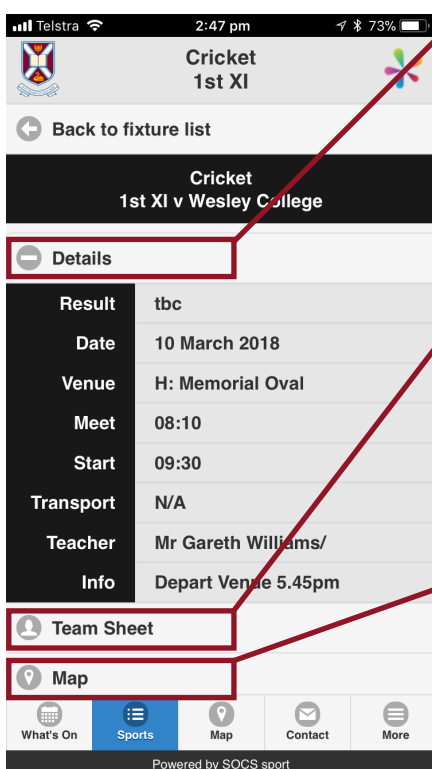 Telstra 2:47 pm 73%
Cricket
1st XI
Back to fixture list
Cricket
1st XI v Wesley College
Details
Result tbc
Date 10 March 2018
Venue H: Memorial Oval
Meet 08:10
Start 09:30
Transport N/A
Teacher Mr Gareth Williams/
Info Depart Venue 5.45pm
Team Sheet
Map
What's On Sports Map Contact More
Powered by SOCS sport